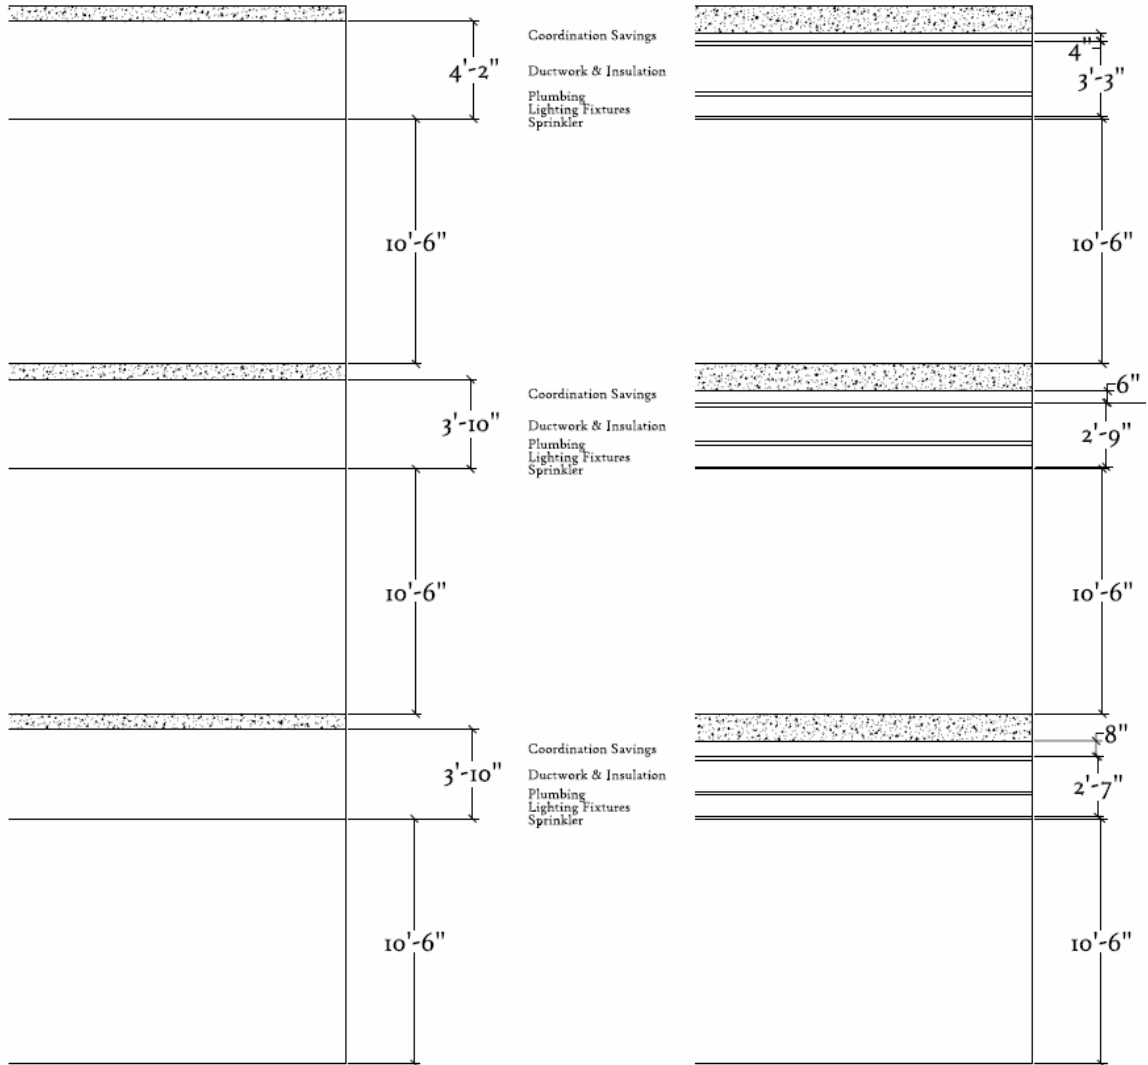 Coordination Savings
4"
4'-2"
Ductwork & Insulation
3'-3"
Plumbing
Lighting Fixtures
Sprinkler
10'-6"
10'-6"
6"
Coordination Savings
3'-10"
Ductwork & Insulation
2'-9"
Plumbing
Lighting Fixtures
Sprinkler
10'-6"
10'-6"
8"
Coordination Savings
3'-10"
Ductwork & Insulation
2'-7"
Plumbing
Lighting Fixtures
Sprinkler
10'-6"
10'-6"